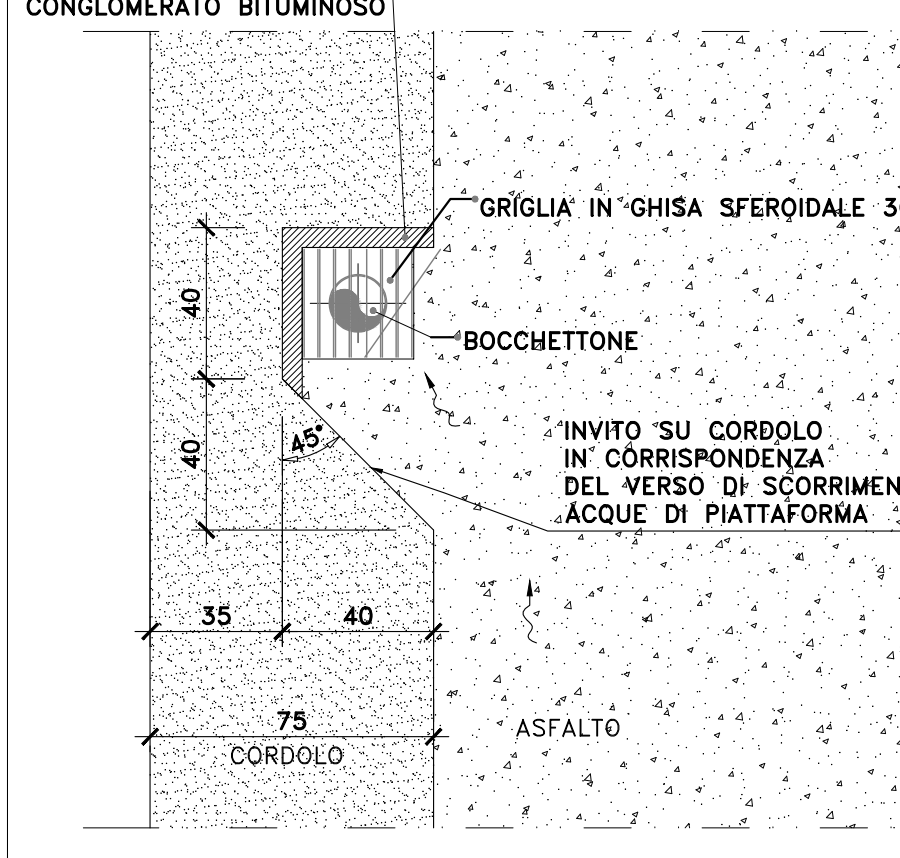 CONGLOMERATO BITUMINOSO
GRIGLIA IN GHISA SFEROIDALE
40
BOCCHETTONE
45°
INVITO SU CORDOLO
IN CORRISPONDENZA
DEL VERSO DI
ACQUE DI PIATTAFORMA
40
35
40
75
CORDOLO
ASFALTO